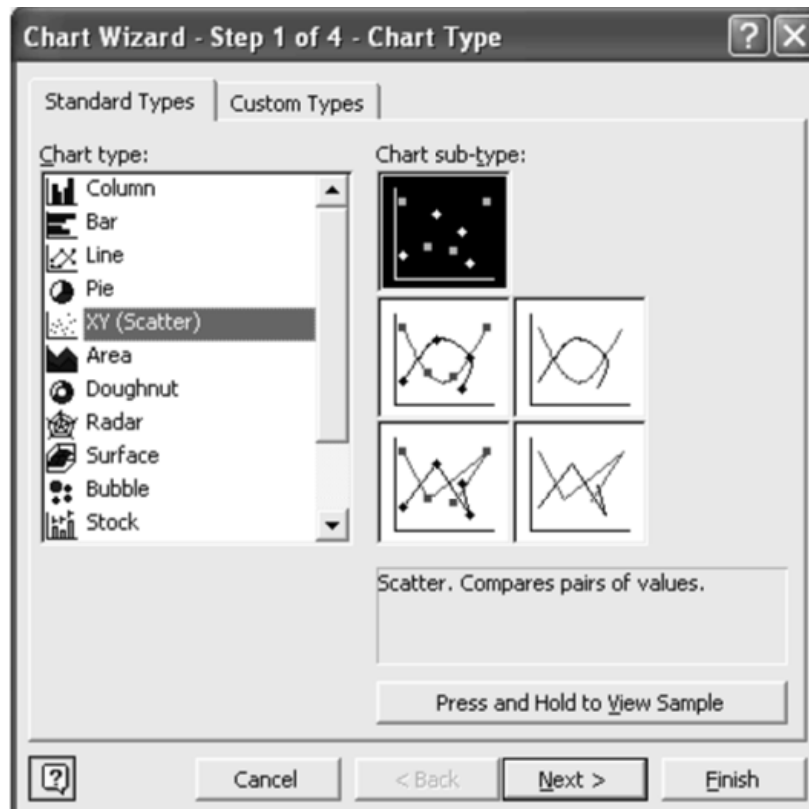 Chart Wizard - Step 1 of 4 - Chart Type
?
Standard Types
Custom Types
Chart type:
Column
Bar
Line
Pie
XY (Scatter)
Area
Doughnut
Radar
Surface
Bubble
Stock
Chart sub-type:
Scatter. Compares pairs of values.
Press and Hold to View Sample
?
Cancel
< Back
Next >
Finish